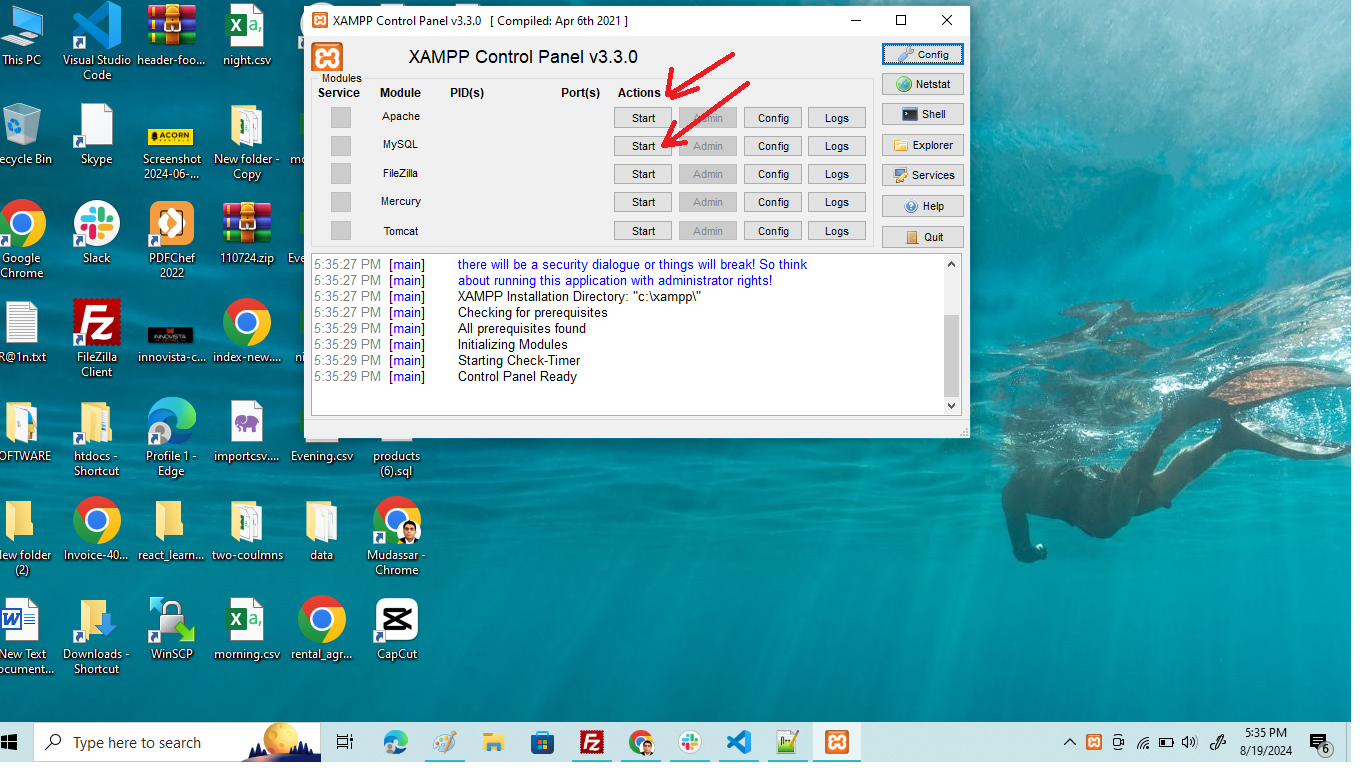 XAMPP Control Panel v3.3.0 [ Compiled: Apr 6th 2021 ]
XAMPP Control Panel v3.3.0
Modules
Service Module PID(s) Port(s) Actions
Apache Start Admin Config Logs
MySQL Start Admin Config Logs
FileZilla Start Admin Config Logs
Mercury Start Admin Config Logs
Tomcat Start Admin Config Logs
Config
Netstat
Shell
Explorer
Services
Help
Quit
5:35:27 PM [main] there will be a security dialogue or things will break! So think
5:35:27 PM [main] about running this application with administrator rights!
5:35:27 PM [main] XAMPP Installation Directory: "c:\xampp\"
5:35:27 PM [main] Checking for prerequisites
5:35:29 PM [main] All prerequisites found
5:35:29 PM [main] Initializing Modules
5:35:29 PM [main] Starting Check-Timer
5:35:29 PM [main] Control Panel Ready
This PC
Visual Studio
Code
header-foo...
night.csv
ecycle Bin
Skype
ACORN
Screenshot
2024-06-...
New folder -
Copy
Google
Chrome
Slack
PDFChef
2022
110724.zip
R@1n.txt
Fz
FileZilla
Client
innovista-c...
index-new....
OFTWARE
htdocs -
Shortcut
Profile 1 -
Edge
importcsv....
Evening.csv
products
(6).sql
lew folder
(2)
Invoice-40...
react_learn...
two-coulmns
data
Mudassar -
Chrome
New Text
ocument...
Downloads -
Shortcut
WinSCP
morning.csv
rental_agr...
CapCut
Type here to search
5:35 PM
8/19/2024
6